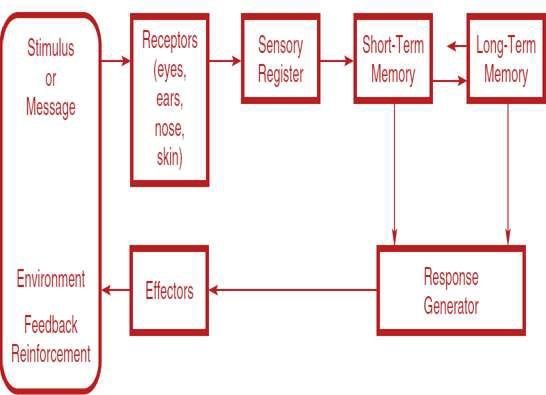 Stimulus
or
Message
Receptors
(eyes,
ears,
nose,
skin)
Sensory
Register
Short-Term
Memory
Long-Term
Memory
Environment
Feedback
Reinforcement
Effectors
Response
Generator